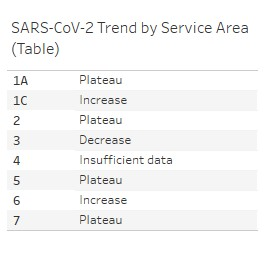 SARS-CoV-2 Trend by Service Area
(Table)
1A Plateau
1C Increase
2 Plateau
3 Decrease
4 Insufficient data
5 Plateau
6 Increase
7 Plateau